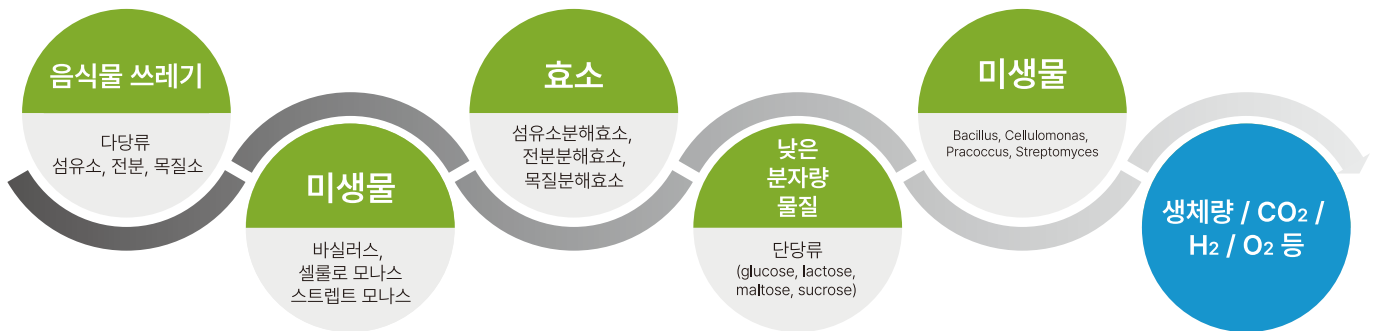 음식물 쓰레기
다당류
섬유소, 전분, 목질소
미생물
바실러스,
셀룰로 모나스
스트렙트 모나스
효소
섬유소분해효소,
전분분해효소,
목질분해효소
낮은
분자량
물질
단당류
(glucose, lactose,
maltose, sucrose)
미생물
Bacillus, Cellulomonas,
Pracoccus, Streptomyces
생체량 / CO2 /
H2 / O2 등